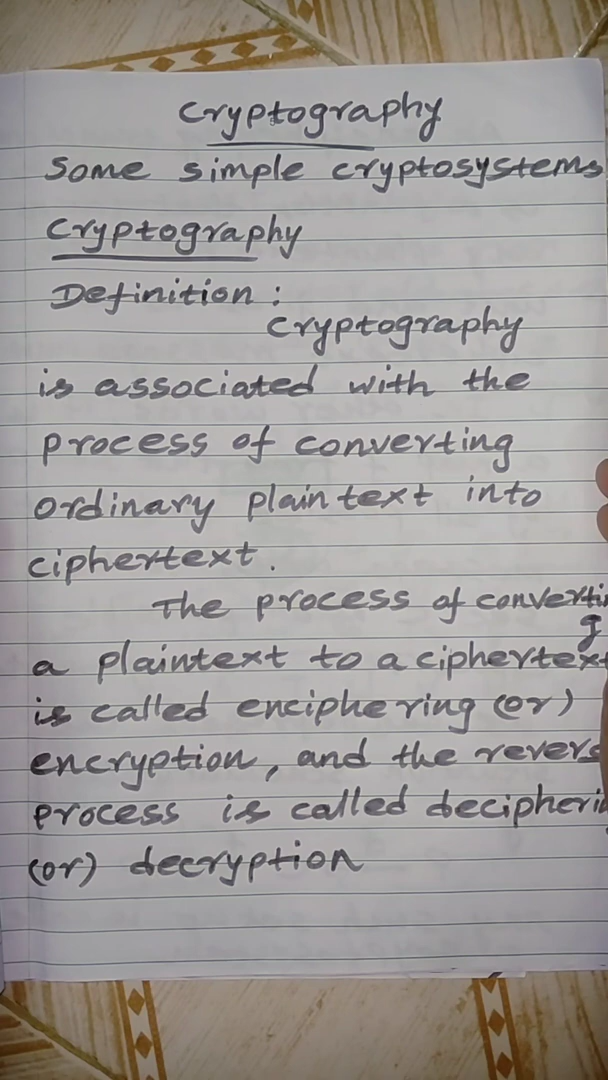 Cryptography
Some simple cryptosystems
Cryptography
Definition :
Cryptography
is associated with the
process of converting
ordinary plain text into
ciphertext.
The process of converting
a plaintext to a ciphertext
is called enciphering (or)
encryption, and the revers
process is called decipheri
(or) decryption